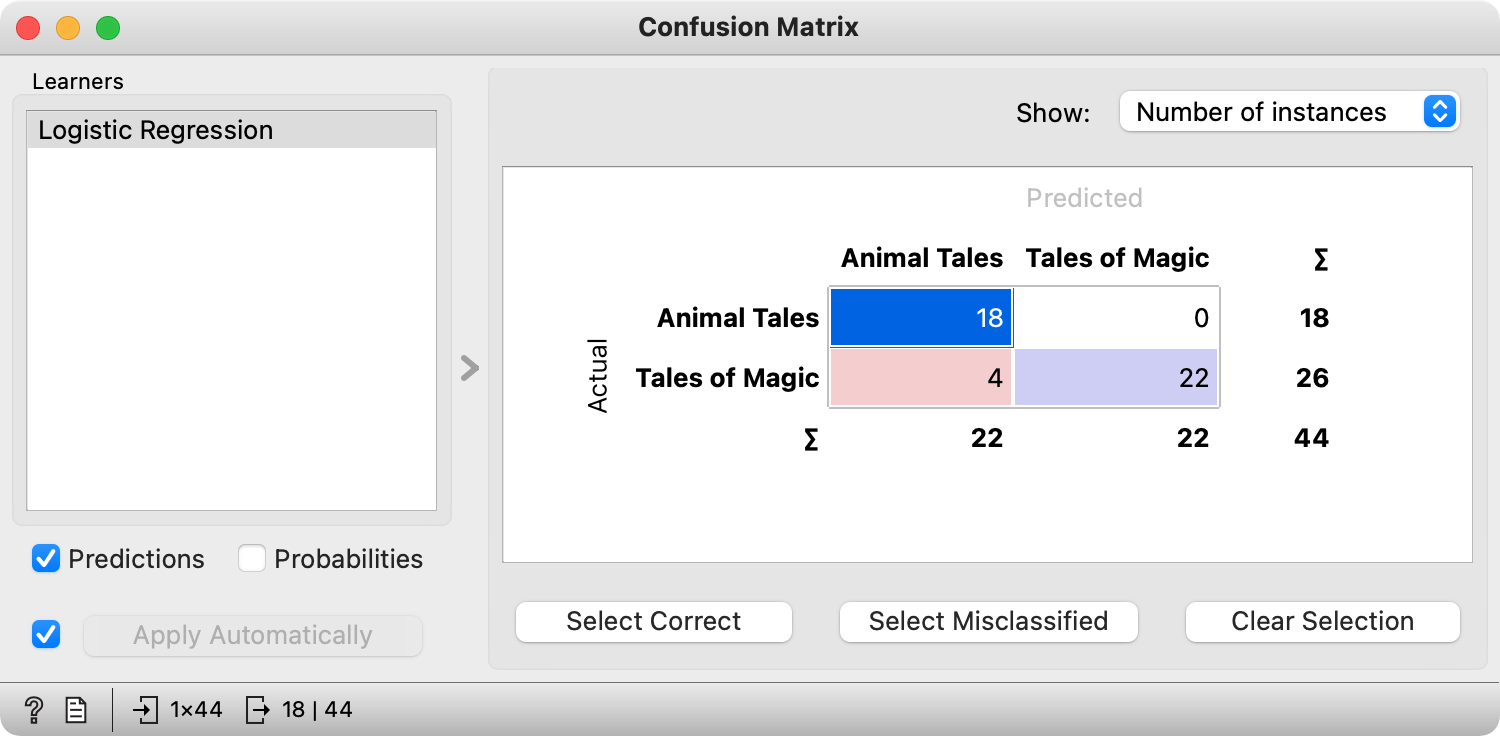 Confusion Matrix
Learners
Logistic Regression
Predictions Probabilities
Apply Automatically
Show: Number of instances
Predicted
Animal Tales Tales of Magic Σ
Actual
Animal Tales 18 0 18
Tales of Magic 4 22 26
Σ 22 22 44
Select Correct Select Misclassified Clear Selection
? 1×44 18 | 44